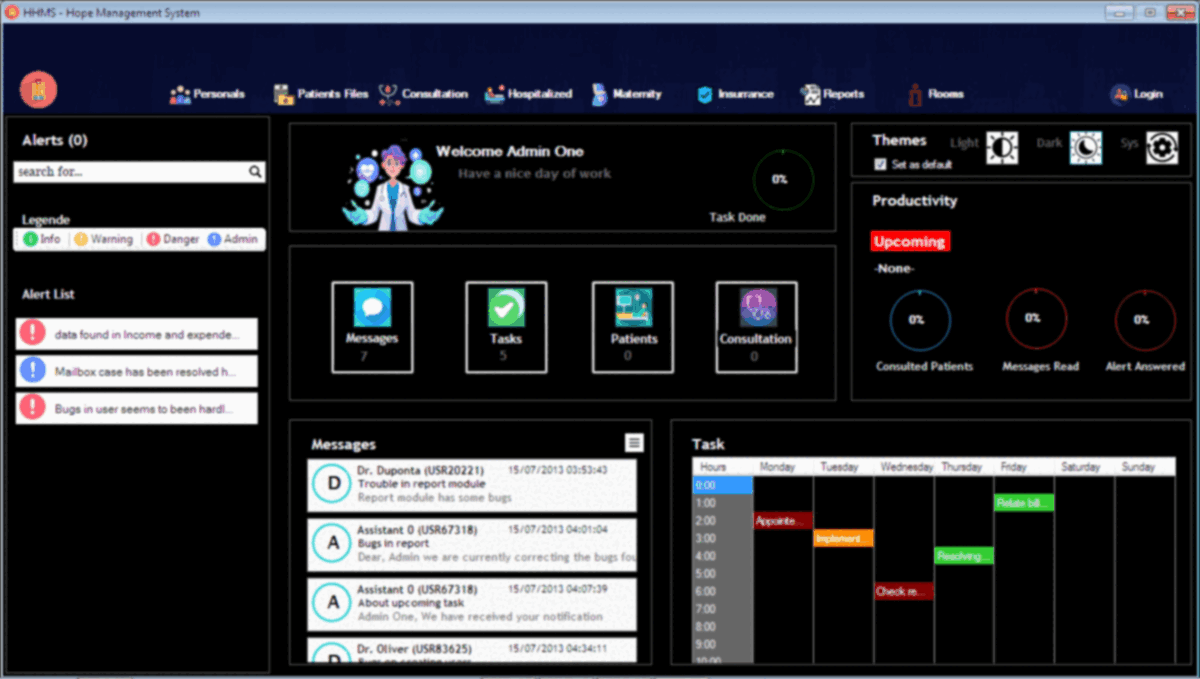 HHMS - Hope Management System
Personals Patients Files Consultation Hospitalized Maternity Insurrance Reports Rooms Login
Alerts (0)
search for...
Legende
Info Warning Danger Admin
Alert List
data found in Income and expende...
Mailbox case has been resolved h...
Bugs in user seems to been hardl...
Welcome Admin One
Have a nice day of work
0%
Task Done
Themes Light Dark Sys
Set as default
Productivity
Upcoming
-None-
0% 0% 0%
Consulted Patients Messages Read Alert Answered
Messages Tasks Patients Consultation
7 5 0 0
Messages
D
Dr. Duponta (USR20221) 15/07/2013 03:53:43
Trouble in report module
Report module has some bugs
A
Assistant 0 (USR67318) 15/07/2013 04:01:04
Bugs in report
Dear, Admin we are currently correcting the bugs fou
A
Assistant 0 (USR67318) 15/07/2013 04:07:39
About upcoming task
Admin One, We have received your notification
D
Dr. Oliver (USR83625) 15/07/2013 04:34:11
Bugs on creating users
Task
Hours Monday Tuesday Wednesday Thursday Friday Saturday Sunday
0:00
1:00 Relate bill...
2:00 Appointe...
3:00 Implement
4:00 Resolving...
5:00
6:00 Check re...
7:00
8:00
9:00
10:00